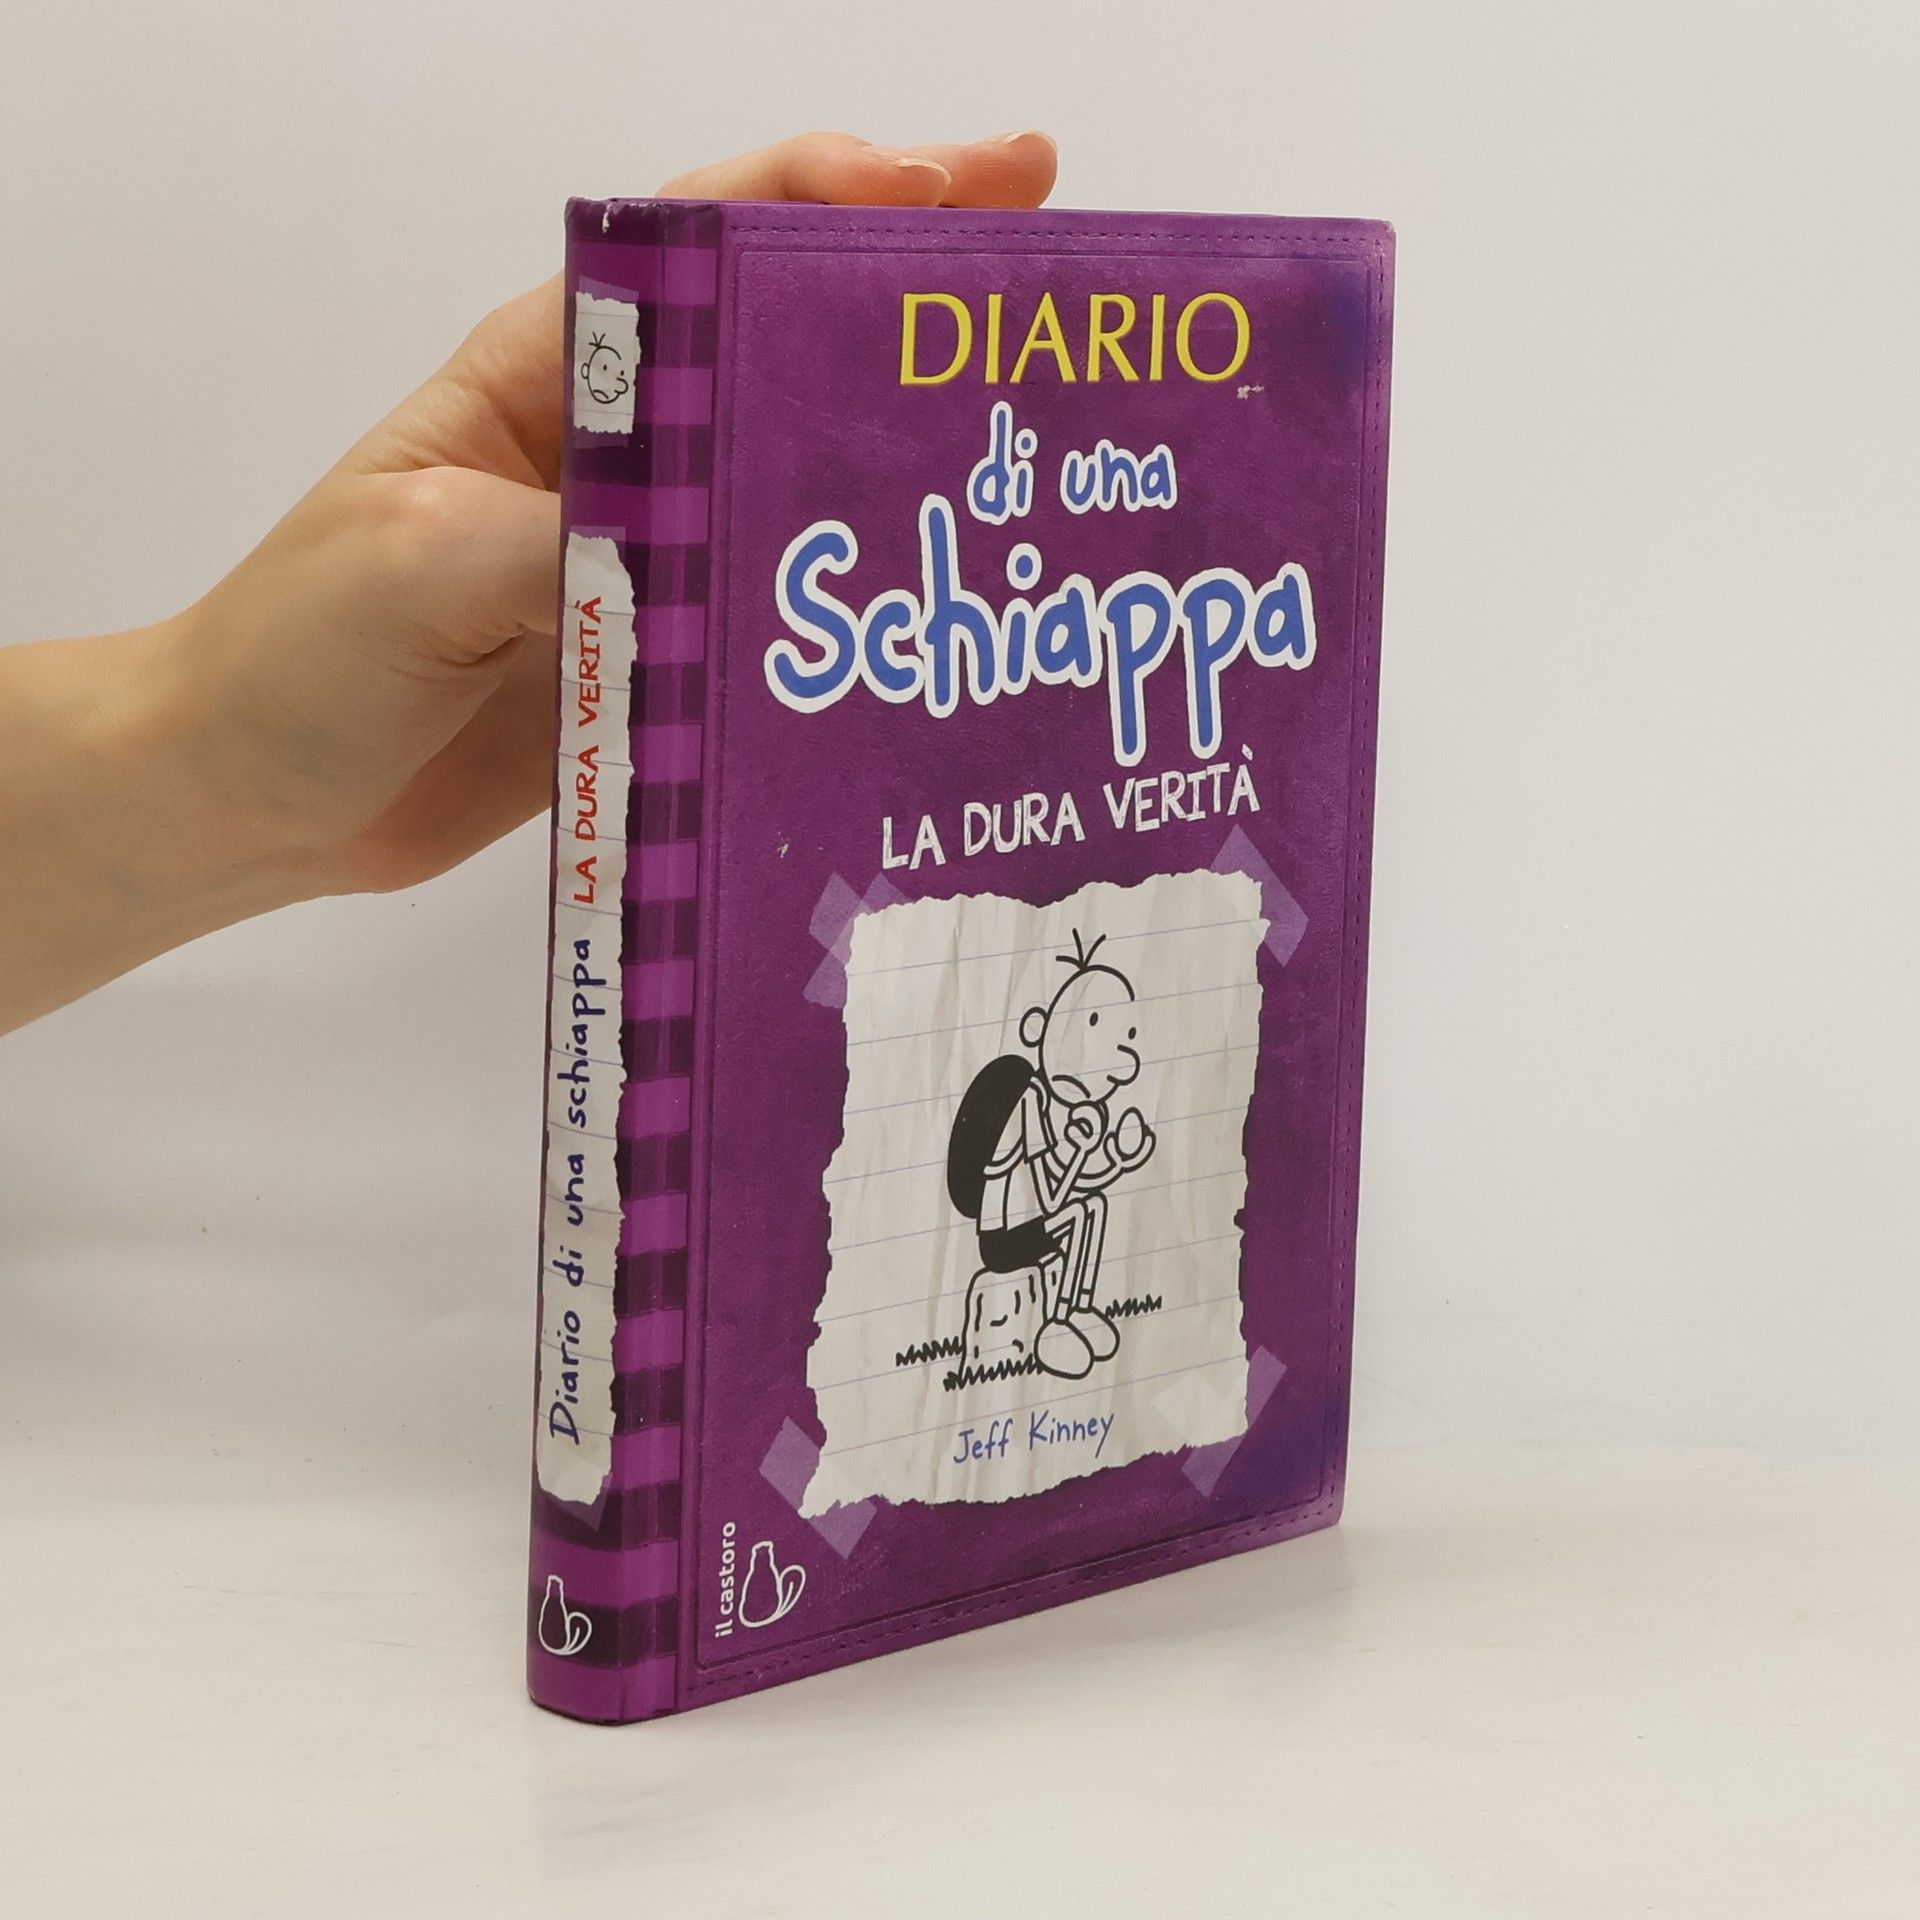 DIARIO
di una
Schiappa
LA DURA VERITÀ
Jeff Kinney
il castoro
Diario di una schiappa LA DURA VERITÀ